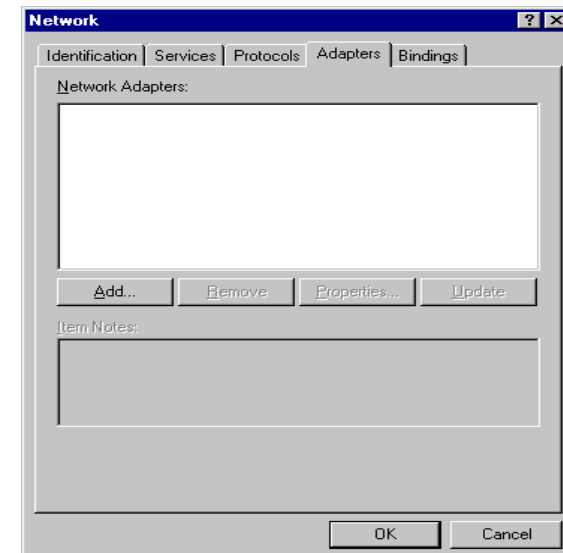 Network
Identification Services Protocols Adapters Bindings
Network Adapters:
Add... Remove Properties... Update
Item Notes:
OK Cancel